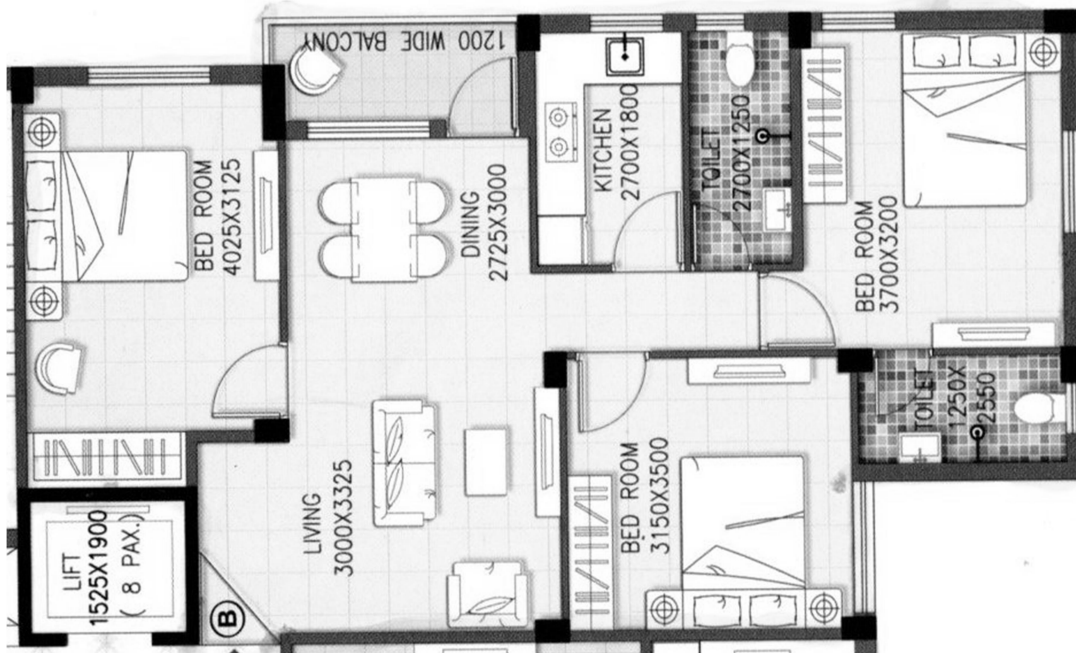 1200 WIDE BALCONY
BED ROOM
4025X3125
DINING
2725X3000
KITCHEN
2700X1800
TOILET
2700X1250
BED ROOM
3700X3200
TOILET
1250X
2550
LIVING
3000X3325
BED ROOM
3150X3500
LIFT
1525X1900
( 8 PAX.)
B